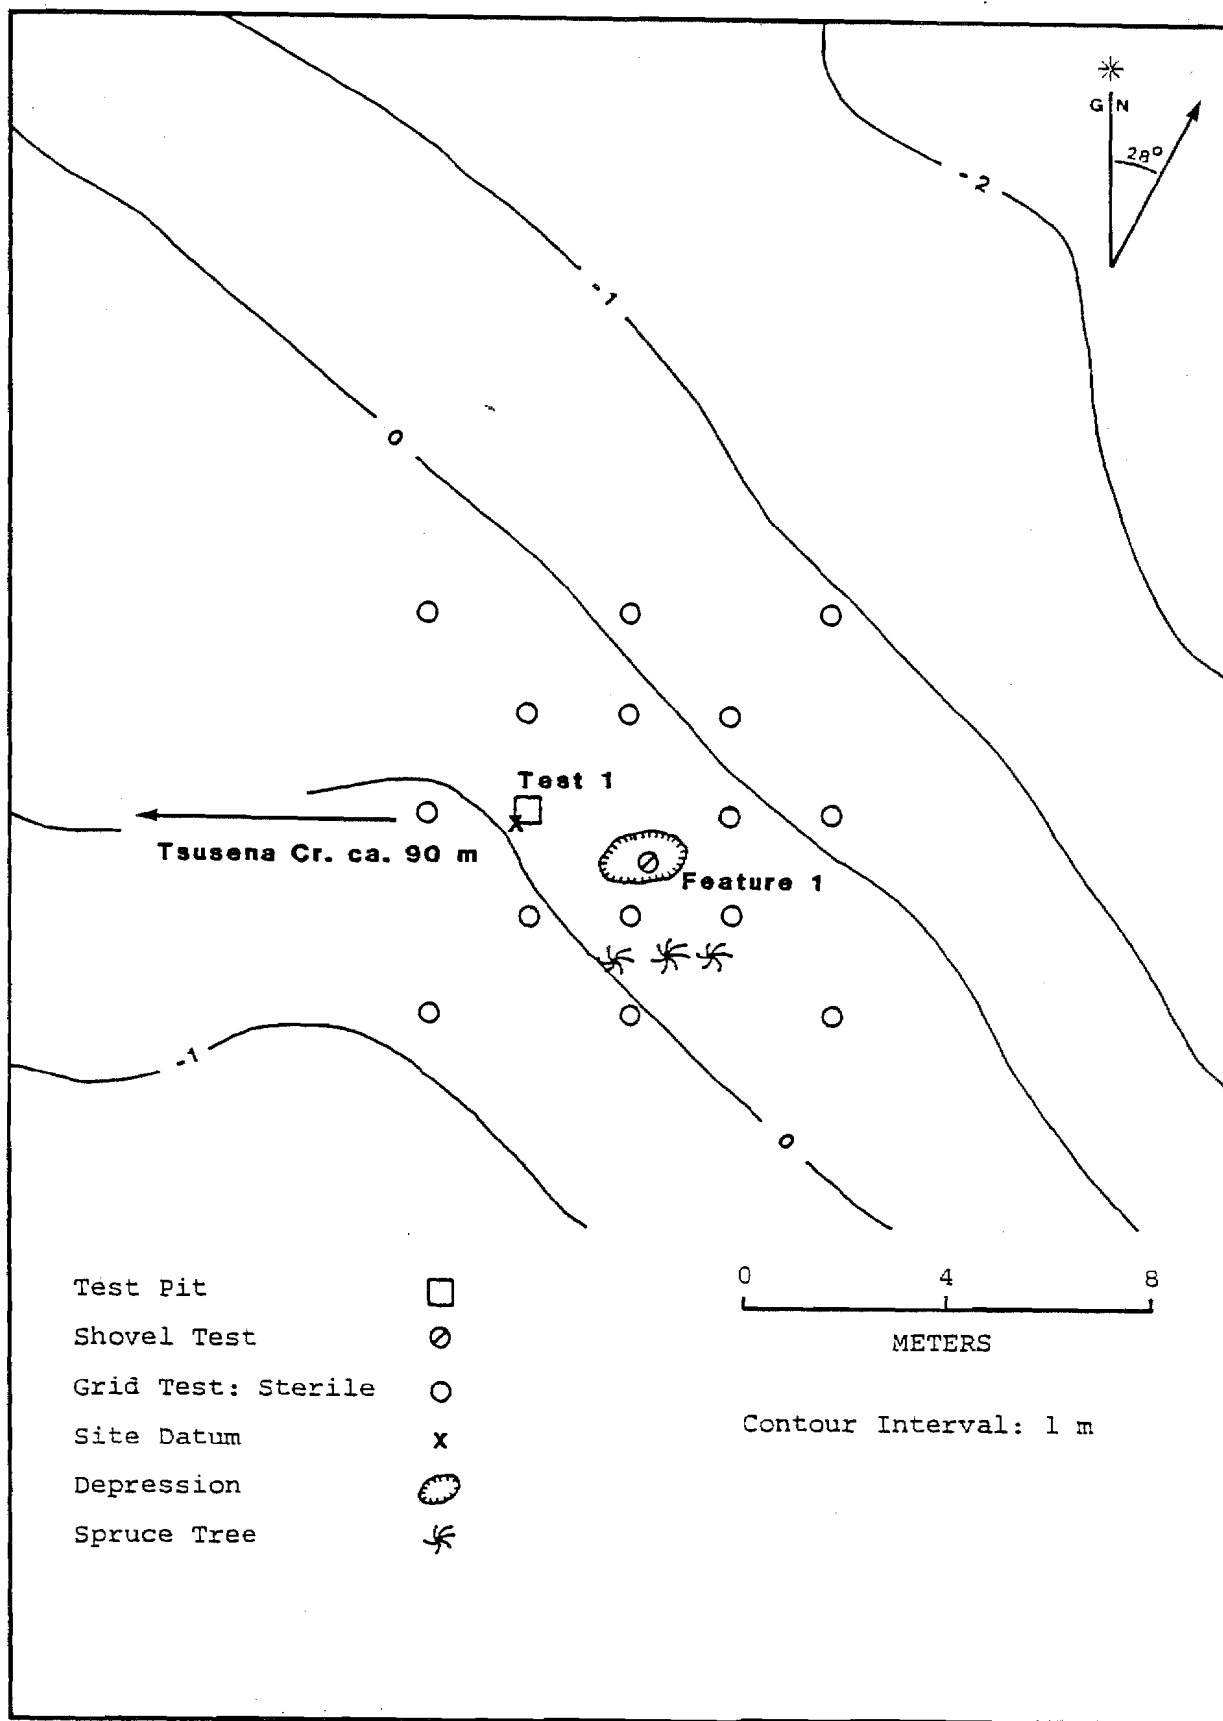 G N
28°
-2
-1
0
Test 1
Tsusena Cr. ca. 90 m
Feature 1
-1
0
Test Pit
Shovel Test
Grid Test: Sterile
Site Datum x
Depression
Spruce Tree
0 4 8
METERS
Contour Interval: 1 m